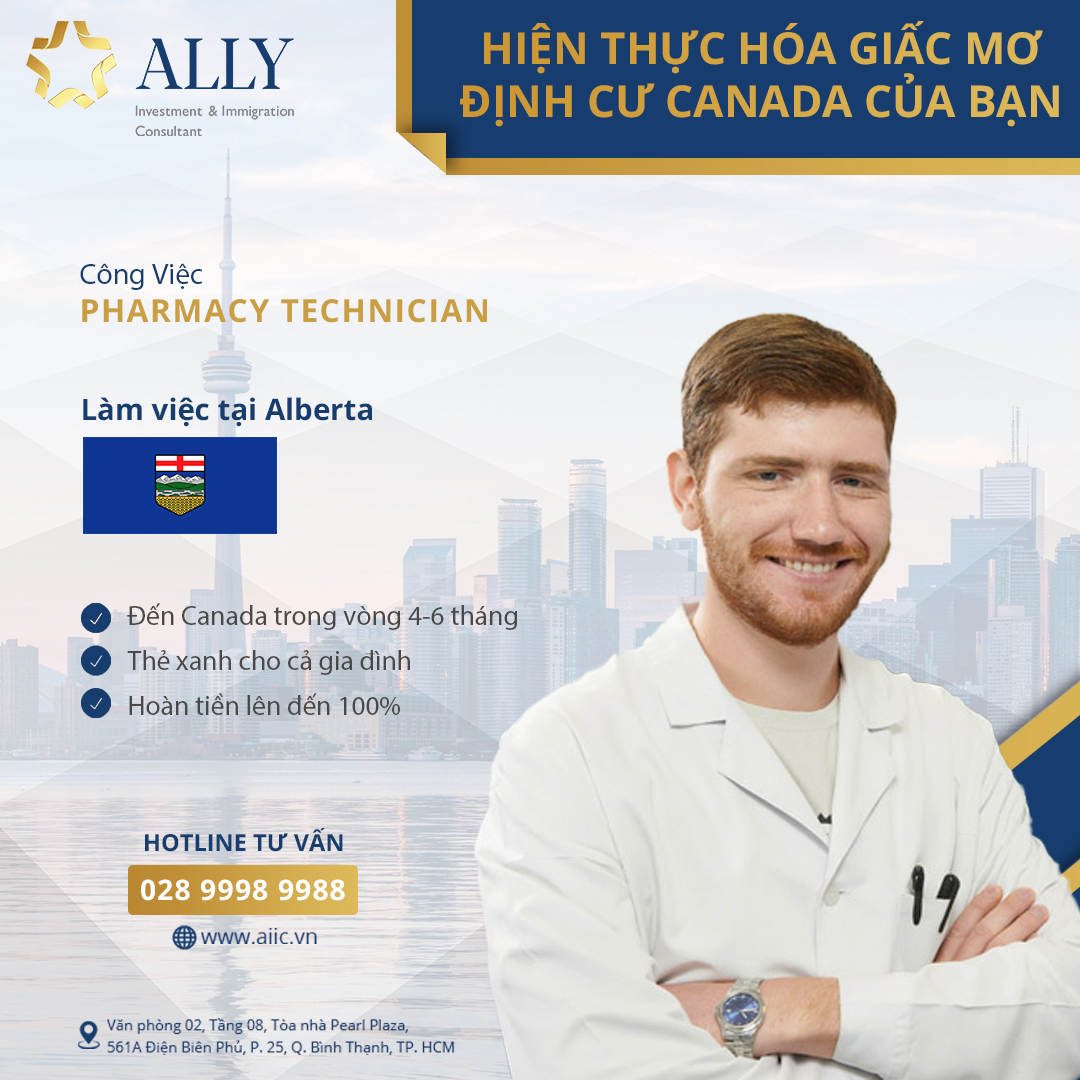 ALLY
Investment & Immigration
Consultant
HIỆN THỰC HÓA GIẤC MƠ
ĐỊNH CƯ CANADA CỦA BẠN
Công Việc
PHARMACY TECHNICIAN
Làm việc tại Alberta
Đến Canada trong vòng 4-6 tháng
Thẻ xanh cho cả gia đình
Hoàn tiền lên đến 100%
HOTLINE TƯ VẤN
028 9998 9988
www.aiic.vn
Văn phòng 02, Tầng 08, Tòa nhà Pearl Plaza,
561A Điện Biên Phủ, P. 25, Q. Bình Thạnh, TP. HCM